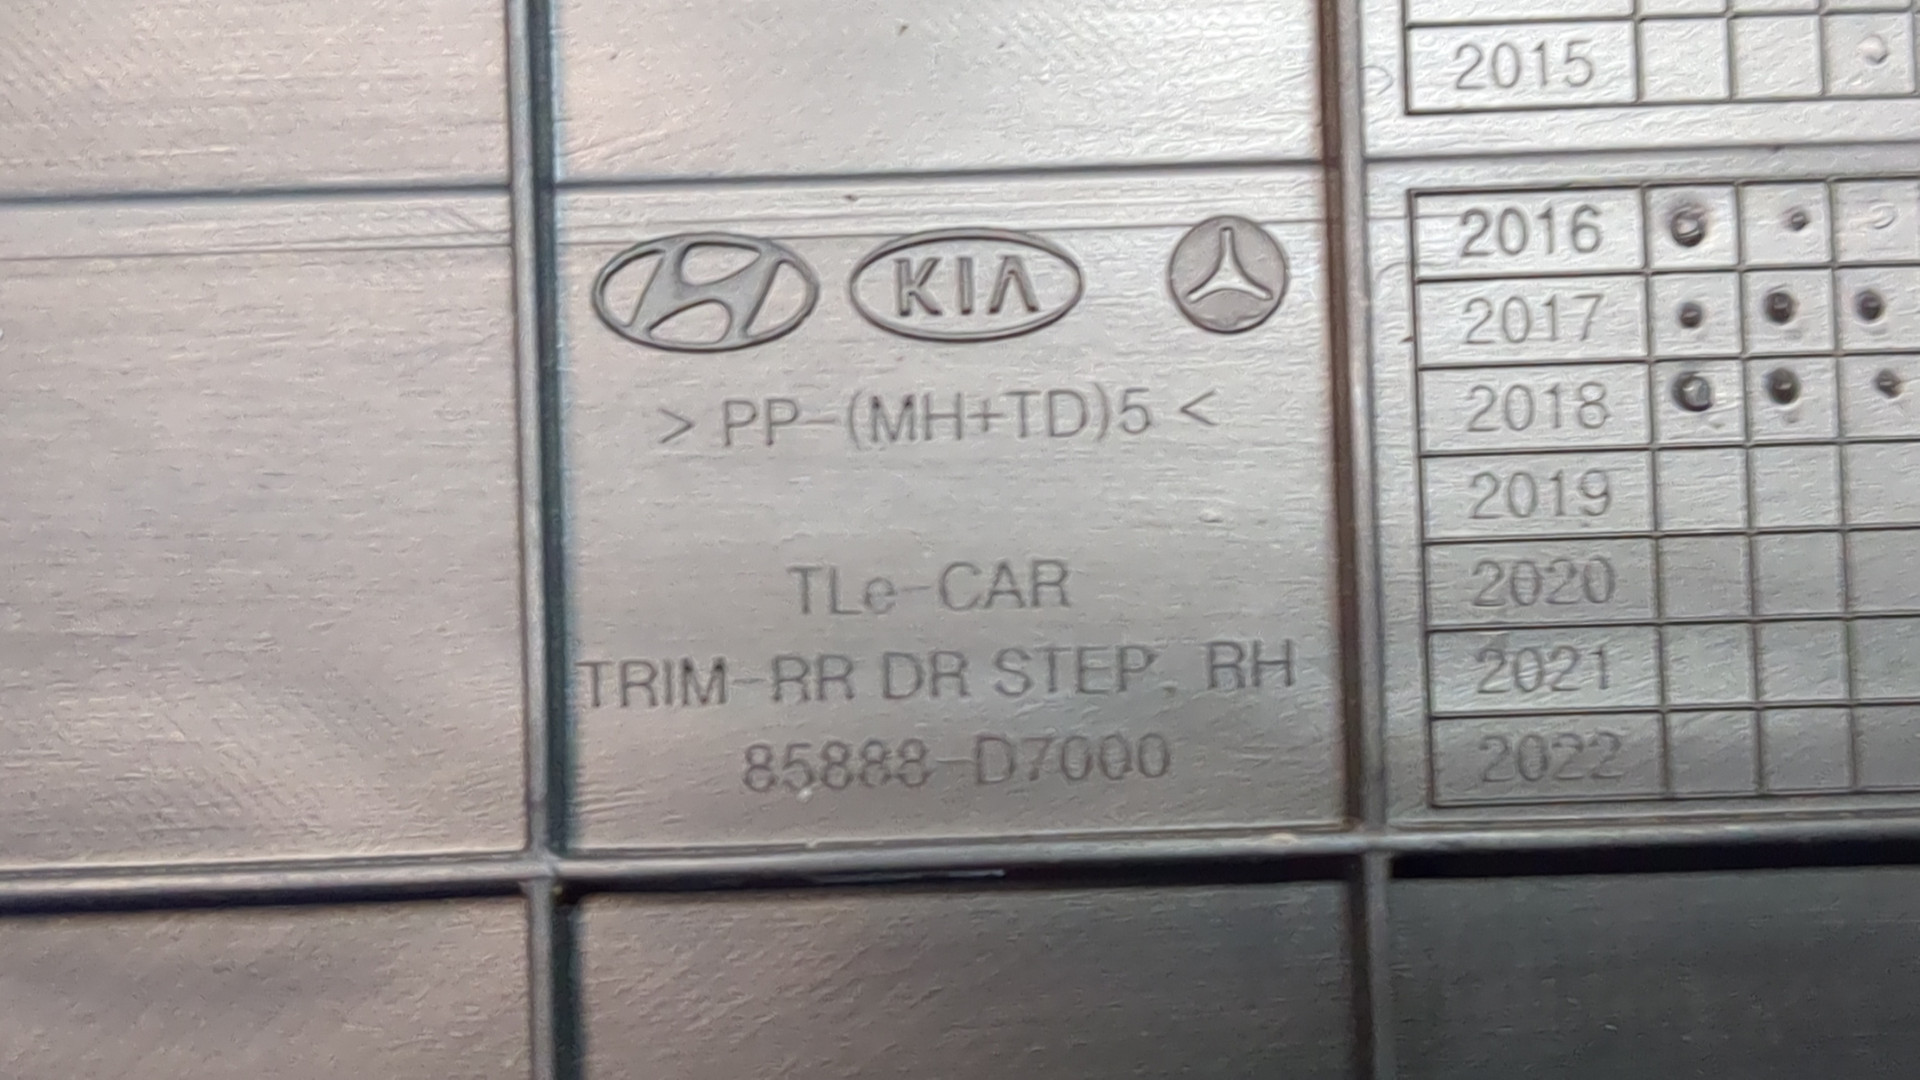 2015
KIA
> PP-(MH+TD)5 <
TLe-CAR
TRIM-RR DR STEP, RH
85888-D7000
2016
2017
2018
2019
2020
2021
2022